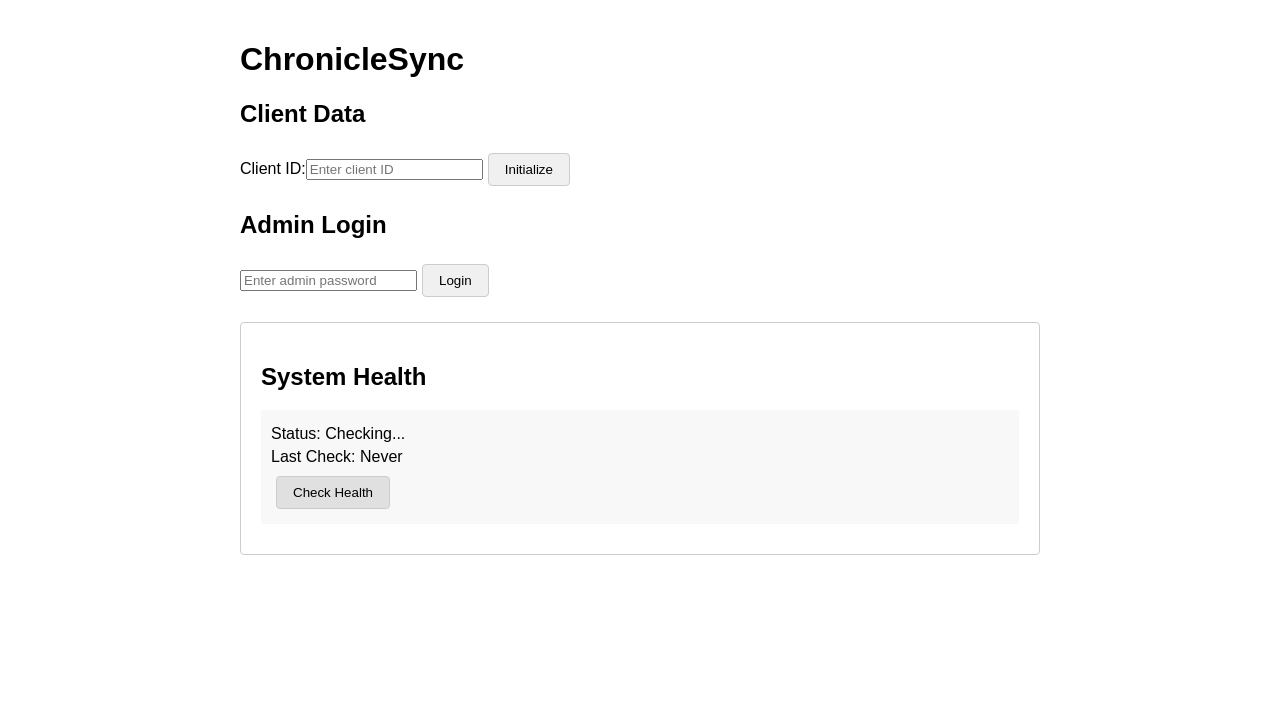 ChronicleSync
Client Data
Client ID: Enter client ID Initialize
Admin Login
Enter admin password Login
System Health
Status: Checking...
Last Check: Never
Check Health